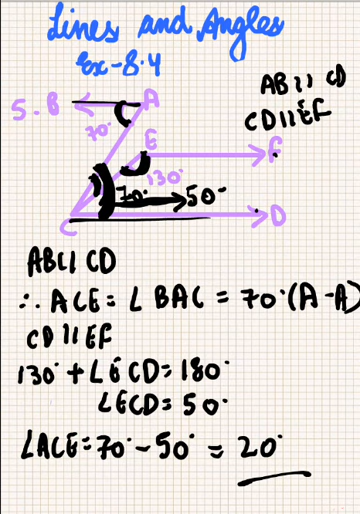 Lines and Angles
Ex-8.4
AB || CD
CD || EF
5. B A
70°
E F
130°
70° 50°
C D
AB || CD
∴ ACE = ∠BAC = 70° (A-A)
CD || EF
130° + ∠ECD = 180°
∠ECD = 50°
∠ACE = 70° - 50° = 20°